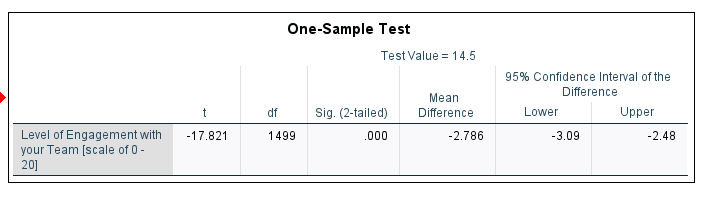 One-Sample Test
Test Value = 14.5
95% Confidence Interval of the
Difference
t df Sig. (2-tailed) Mean
Difference Lower Upper
Level of Engagement with
your Team [scale of 0 -
20] -17.821 1499 .000 -2.786 -3.09 -2.48